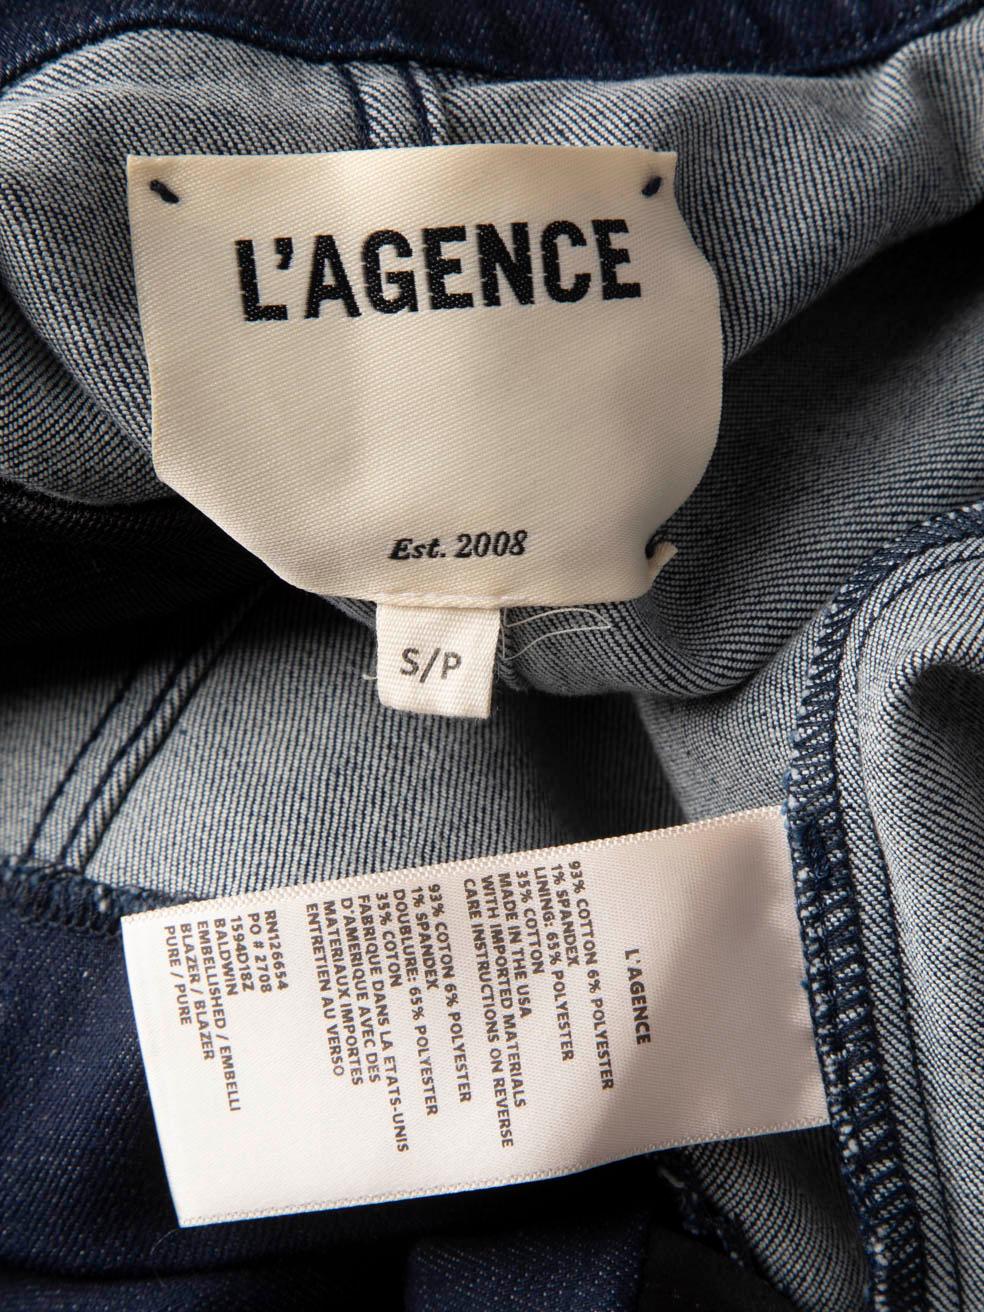 L'AGENCE
Est. 2008
S/P
L'AGENCE
93% COTTON 6% POLYESTER
1% SPANDEX
LINING: 65% POLYESTER
35% COTTON
MADE IN THE USA
WITH IMPORTED MATERIALS
CARE INSTRUCTIONS ON REVERSE
93% COTON 6% POLYESTER
1% SPANDEX
DOUBLURE: 65% POLYESTER
35% COTON
FABRIQUE DANS LA ETATS-UNIS
D'AMERIQUE AVEC DES
MATERIAUX IMPORTES
ENTRETIEN AU VERSO
RN126654
PO # 2708
1594D18Z
BALDWIN
EMBELLISHED / EMBELLI
BLAZER / BLAZER
PURE / PURE